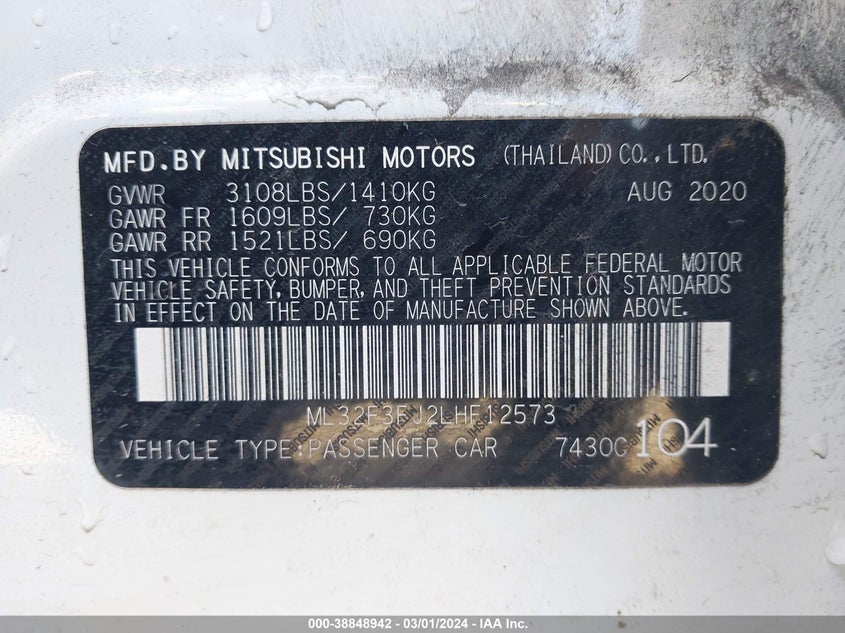 MFD.BY MITSUBISHI MOTORS (THAILAND) CO.,LTD.
GVWR 3108LBS/1410KG AUG 2020
GAWR FR 1609LBS/ 730KG
GAWR RR 1521LBS/ 690KG
THIS VEHICLE CONFORMS TO ALL APPLICABLE FEDERAL MOTOR
VEHICLE SAFETY, BUMPER, AND THEFT PREVENTION STANDARDS
IN EFFECT ON THE DATE OF MANUFACTURE SHOWN ABOVE.
ML32F3FJ2LHF12573
VEHICLE TYPE:PASSENGER CAR 7430G 104
000-38848942 - 03/01/2024 - IAA Inc.